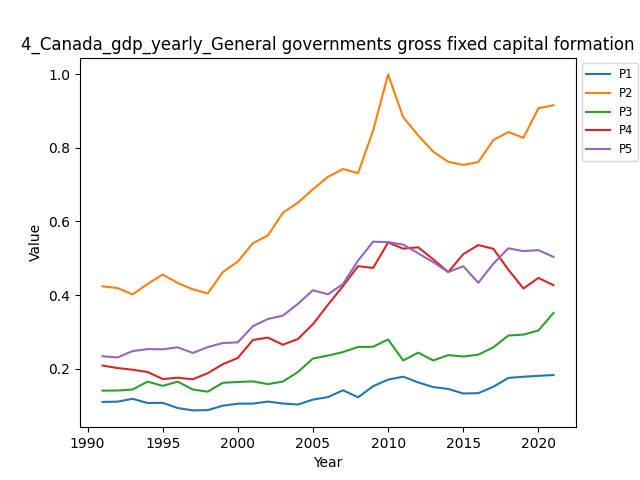 4_Canada_gdp_yearly_General governments gross fixed capital formation
P1
P2
P3
P4
P5
Value
1.0
0.8
0.6
0.4
0.2
1990 1995 2000 2005 2010 2015 2020
Year